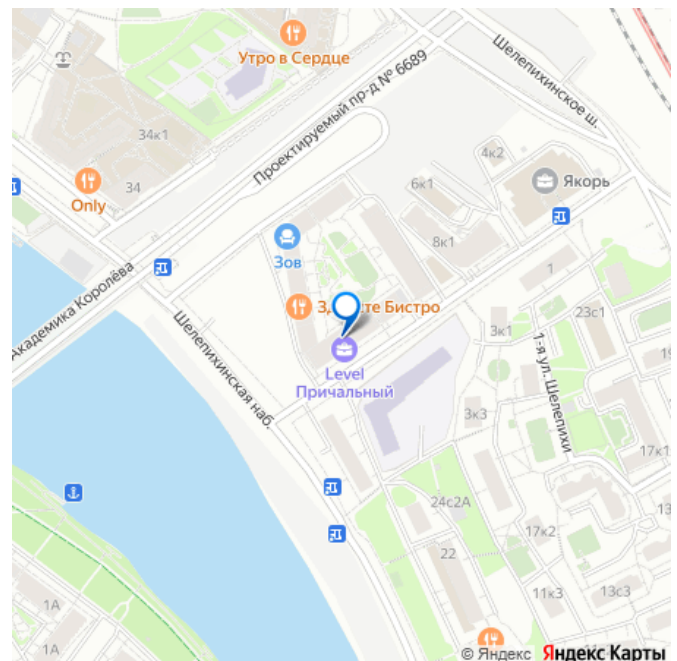 Утро в Сердце
Шелепихинское ш.
Проектируемый пр-д № 6689
34к1
34
Only
4к2
6к1
Якорь
8к1
Зов
Академика Королёва
1
Бистро
23с1
3к1
Шелепихинская наб.
Level
Причальный
1-я ул. Шелепихи
3к3
17к1
24с2А
17к2
22
11к3
13с3
1А
1А
© Яндекс Яндекс Карты